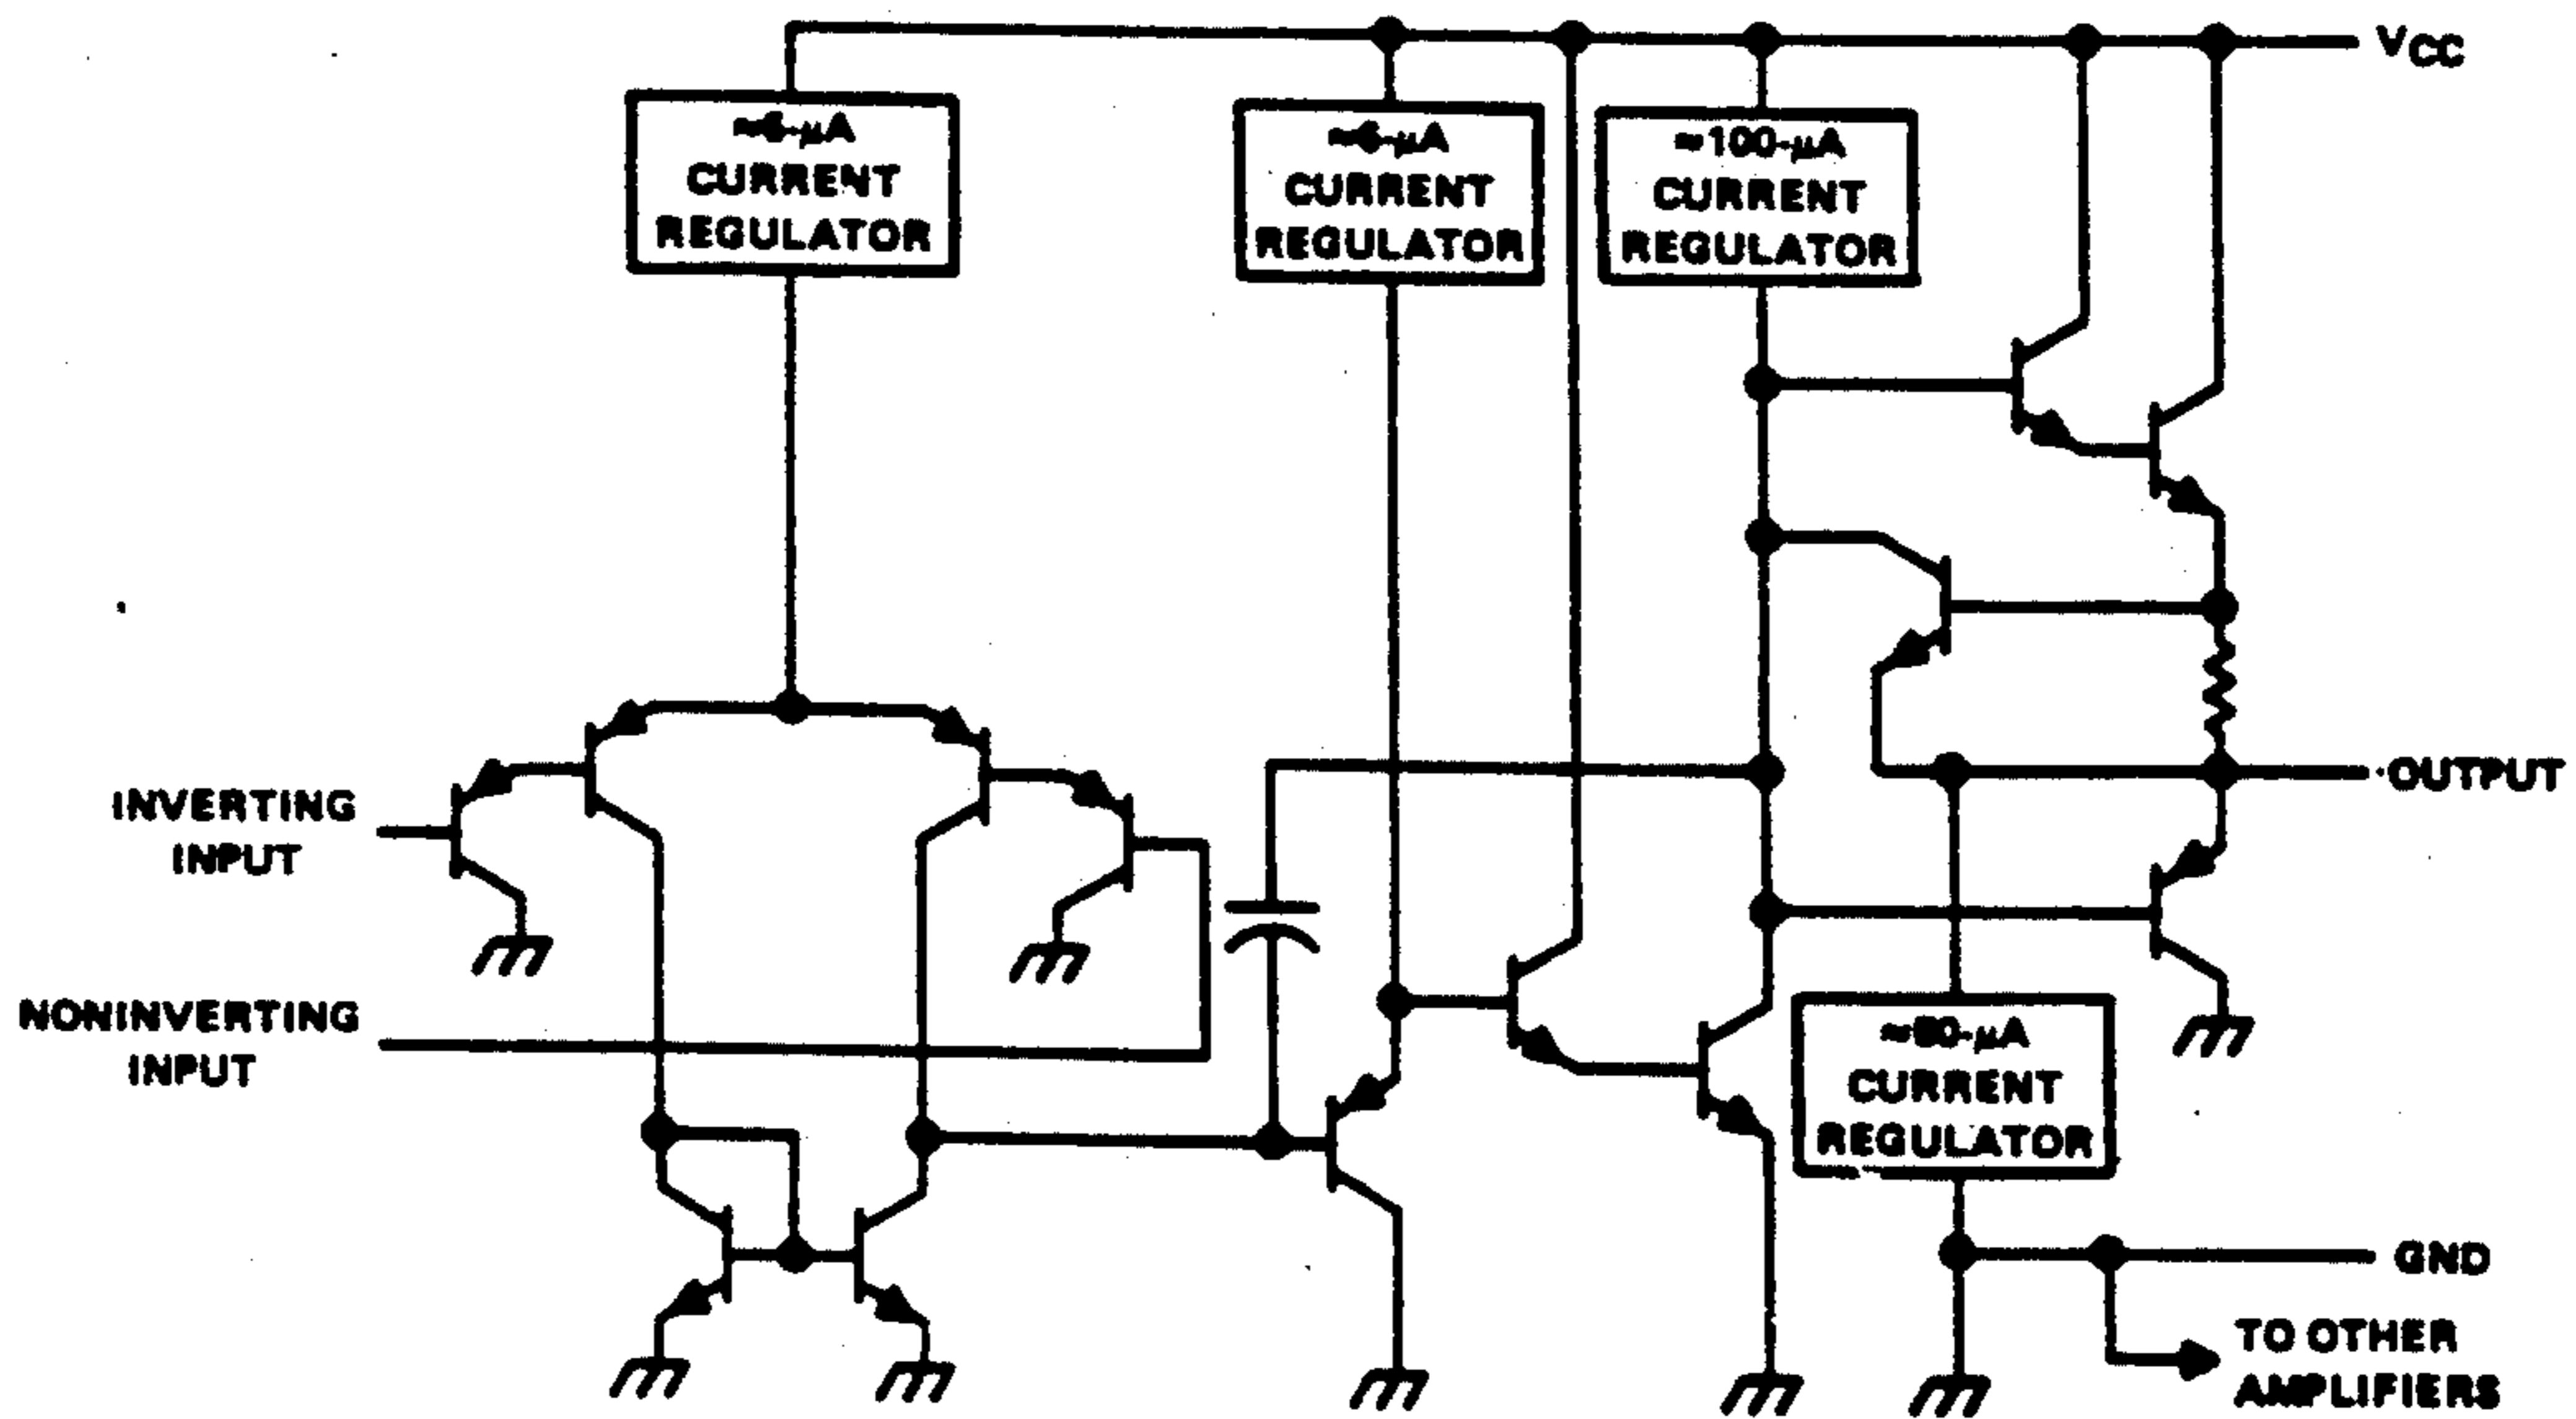 VCC
≈6-μA
CURRENT
REGULATOR
≈6-μA
CURRENT
REGULATOR
≈100-μA
CURRENT
REGULATOR
INVERTING
INPUT
OUTPUT
NONINVERTING
INPUT
CURRENT
REGULATOR
GND
TO OTHER
AMPLIFIERS